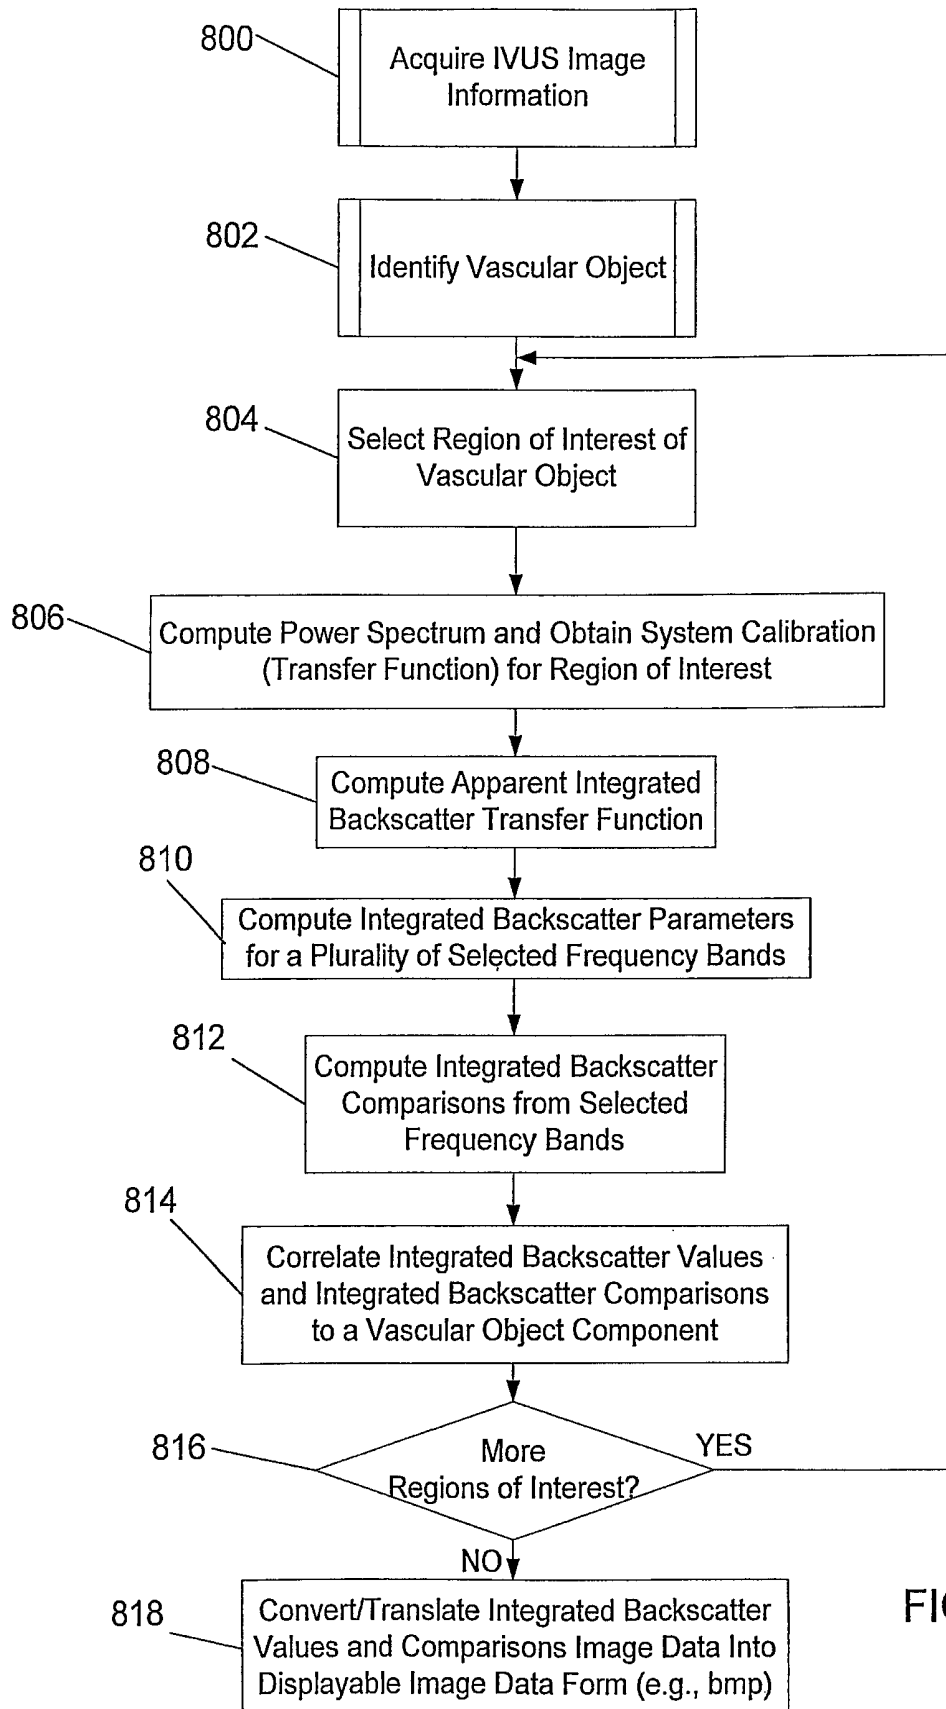 800
Acquire IVUS Image
Information
802
Identify Vascular Object
804
Select Region of Interest of
Vascular Object
806
Compute Power Spectrum and Obtain System Calibration
(Transfer Function) for Region of Interest
808
Compute Apparent Integrated
Backscatter Transfer Function
810
Compute Integrated Backscatter Parameters
for a Plurality of Selected Frequency Bands
812
Compute Integrated Backscatter
Comparisons from Selected
Frequency Bands
814
Correlate Integrated Backscatter Values
and Integrated Backscatter Comparisons
to a Vascular Object Component
816
More
Regions of Interest?
YES
NO
818
Convert/Translate Integrated Backscatter
Values and Comparisons Image Data Into
Displayable Image Data Form (e.g., bmp)